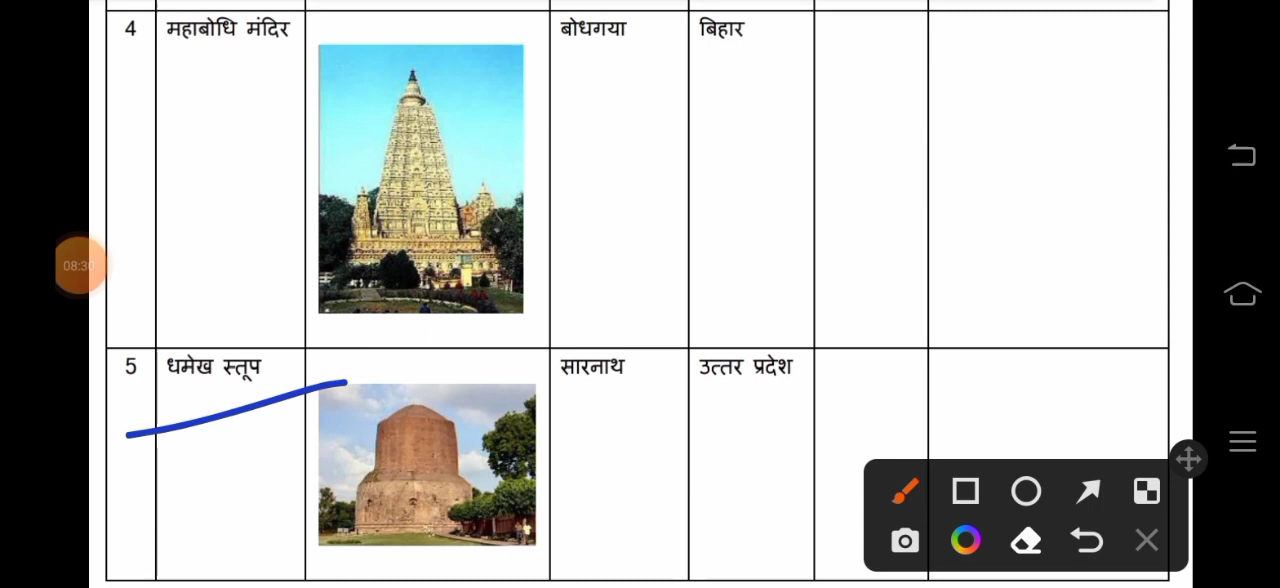 4 महाबोधि मंदिर बोधगया बिहार
08:30
5 धमेख स्तूप सारनाथ उत्तर प्रदेश